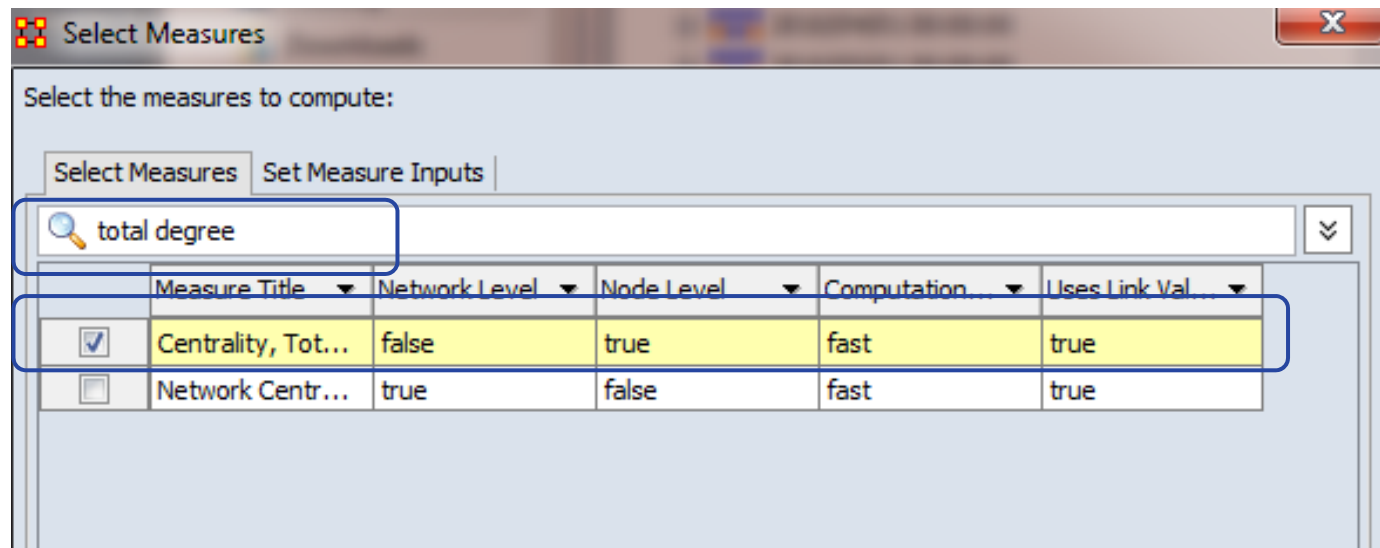 Select Measures
Select the measures to compute:
Select Measures Set Measure Inputs
total degree
Measure Title Network Level Node Level Computation... Uses Link Val...
Centrality, Tot... false true fast true
Network Centr... true false fast true